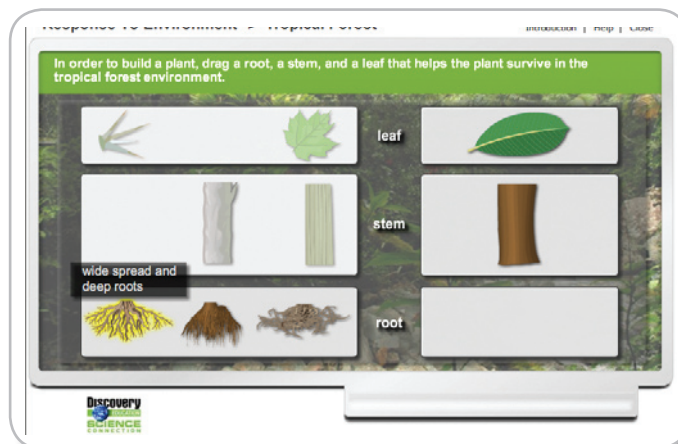 Response To Environment > Tropical Forest
Introduction | Help | Close
In order to build a plant, drag a root, a stem, and a leaf that helps the plant survive in the
tropical forest environment.
leaf
stem
wide spread and
deep roots
root
Discovery
EDUCATION
SCIENCE
CONNECTION